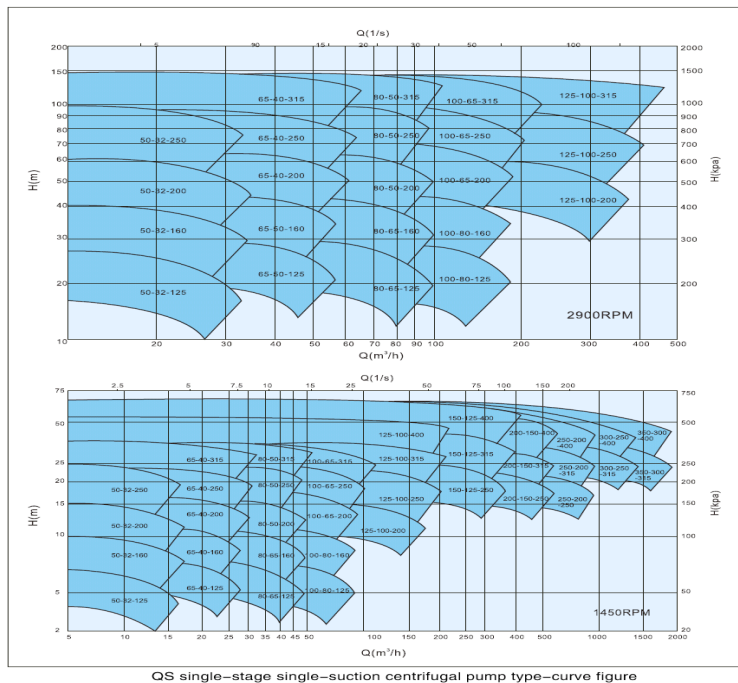 Q(1/s)
5 90 15 20 30 50 100
200 2000
150 1500
100 1000
90 900
80 800
70 700
60 600
50 500
40 400
30 300
20 200
10
H(m)
H(kpa)
65-40-315 80-50-315 100-65-315 125-100-315
50-32-250 65-40-250 80-50-250 100-65-250 125-100-250
50-32-200 65-40-200 80-50-200 100-65-200 125-100-200
50-32-160 65-50-160 80-65-160 100-80-160
50-32-125 65-50-125 80-65-125 100-80-125
2900RPM
20 30 40 50 60 70 80 90 100 200 300 400 500
Q(m³/h)
Q(1/s)
2.5 5 7.5 10 15 25 50 75 100 150 200
75 750
50 500
25 250
20 200
15
10 100
5 50
2 20
H(m)
H(kpa)
150-125-400 200-150-400 250-200-400 300-250-400 350-300-400
125-100-400
65-40-315 80-50-315 100-65-315 125-100-315 150-125-315 200-150-315 250-200-315 300-250-315 350-300-315
50-32-250 65-40-250 80-50-250 100-65-250 125-100-250 150-125-250 200-150-250 250-200-250
50-32-200 65-40-200 80-50-200 100-65-200 125-100-200
50-32-160 65-40-160 80-65-160 100-80-160
50-32-125 65-40-125 80-65-125 100-80-125
1450RPM
5 10 15 20 25 30 35 40 45 50 100 150 200 250 300 400 500 1000 1500 2000
Q(m³/h)
QS single-stage single-suction centrifugal pump type-curve figure